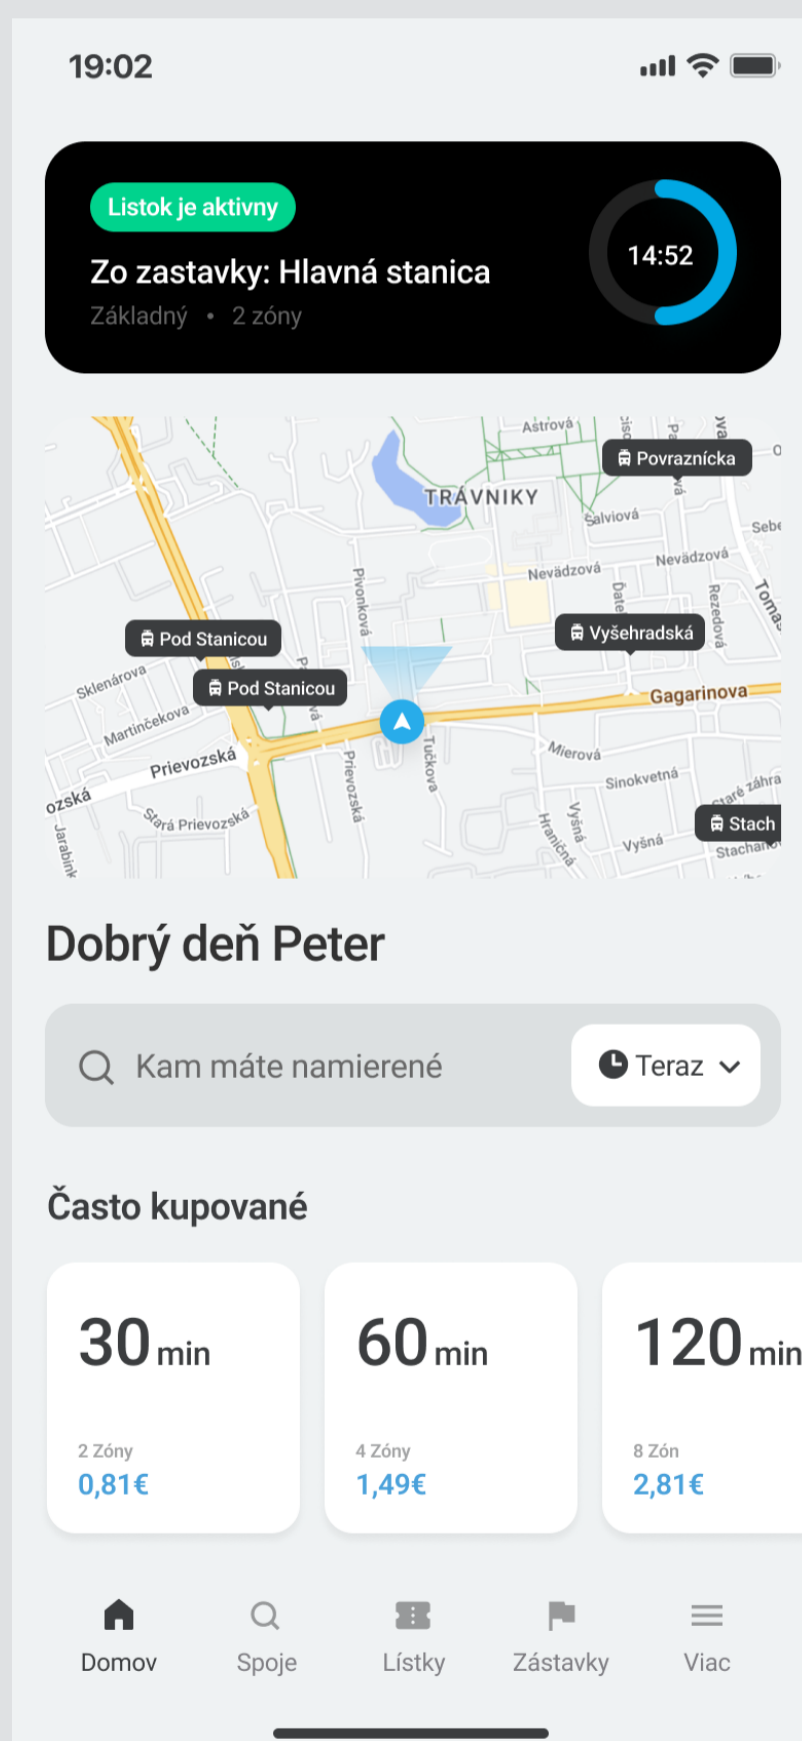 19:02
Listok je aktivny
14:52
Zo zastavky: Hlavná stanica
Základný • 2 zóny
Astrová
Povraznícka
TRÁVNIKY
Šalviová
Nevädzová
Nevädzová
Pivonková
Rezedová
Pod Stanicou
Vyšehradská
Sklenárova
Pod Stanicou
Gagarinova
Martinčekova
Prievozská
Mierová
Prievozská
Tučkova
Sinokvetná
Stará Prievozská
Hraničná
Vyšná
Vyšná
Stach
Dobrý deň Peter
Kam máte namierené
Teraz
Často kupované
30 min
60 min
120 min
2 Zóny
4 Zóny
8 Zón
0,81€
1,49€
2,81€
Domov
Spoje
Lístky
Zástavky
Viac